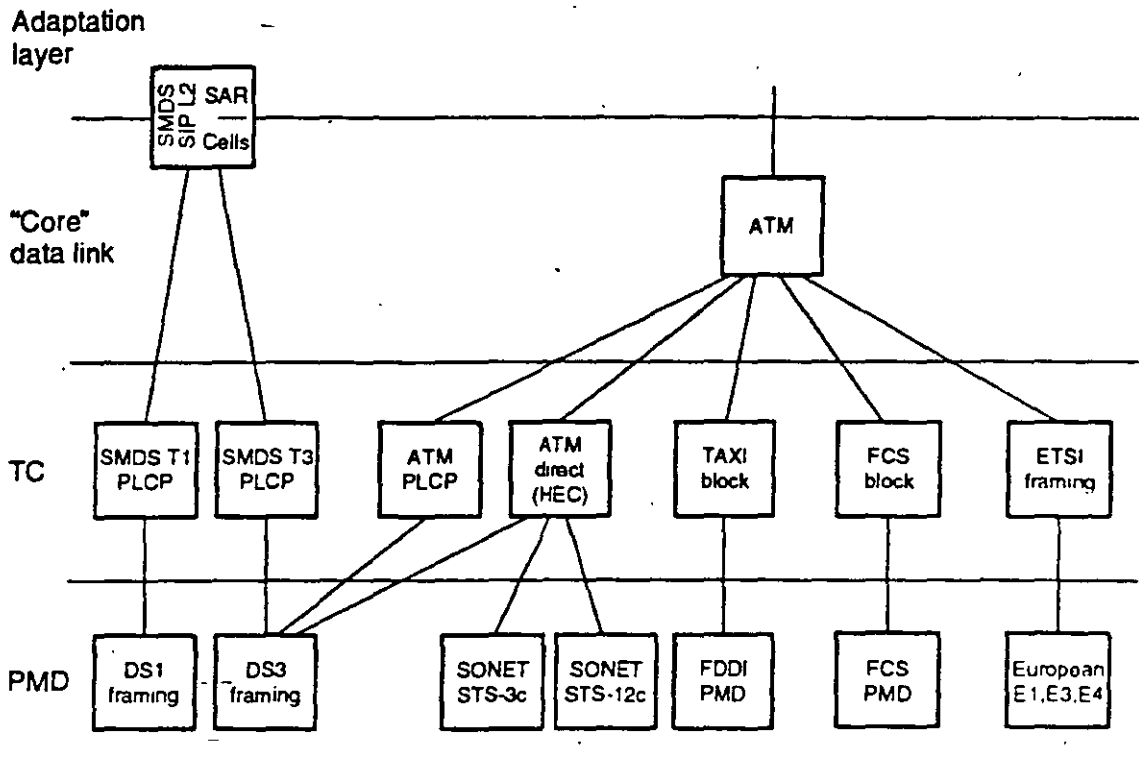 Adaptation
layer
SMDS
SIP L2
SAR
Cells
"Core"
data link
ATM
TC
SMDS T1
PLCP
SMDS T3
PLCP
ATM
PLCP
ATM
direct
(HEC)
TAXI
block
FCS
block
ETSI
framing
PMD
DS1
framing
DS3
framing
SONET
STS-3c
SONET
STS-12c
FDDI
PMD
FCS
PMD
European
E1,E3,E4